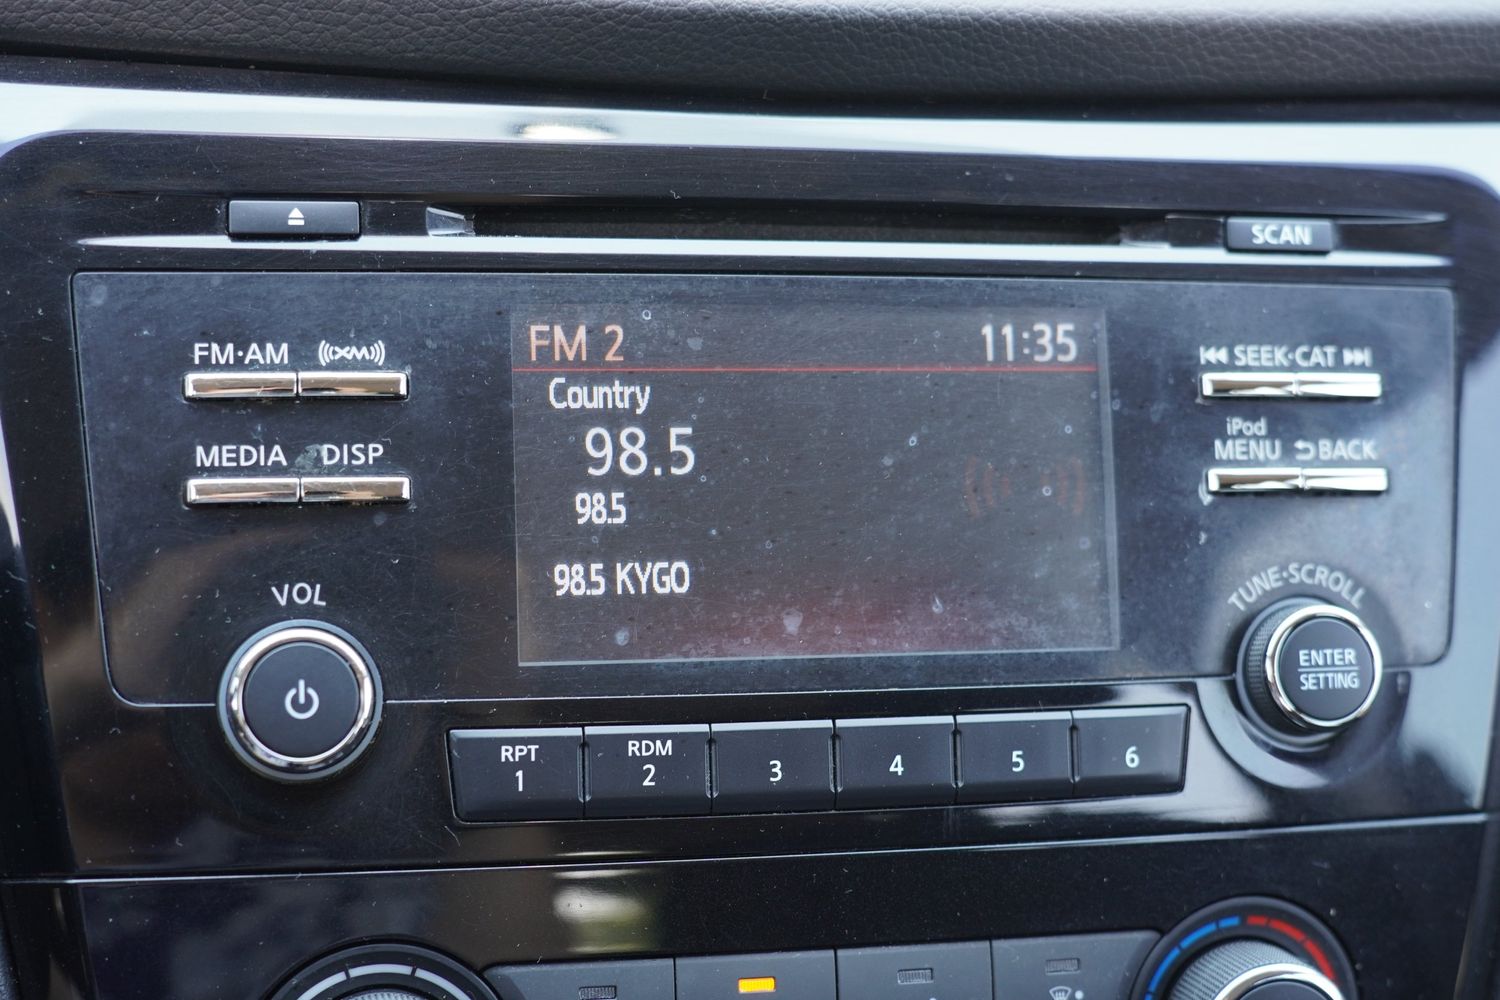 SCAN
FM·AM XM
FM 2 11:35
SEEK·CAT
Country
98.5
iPod
MEDIA DISP
MENU BACK
98.5
98.5 KYGO
VOL
TUNE·SCROLL
ENTER
SETTING
RPT
1
RDM
2
3
4
5
6